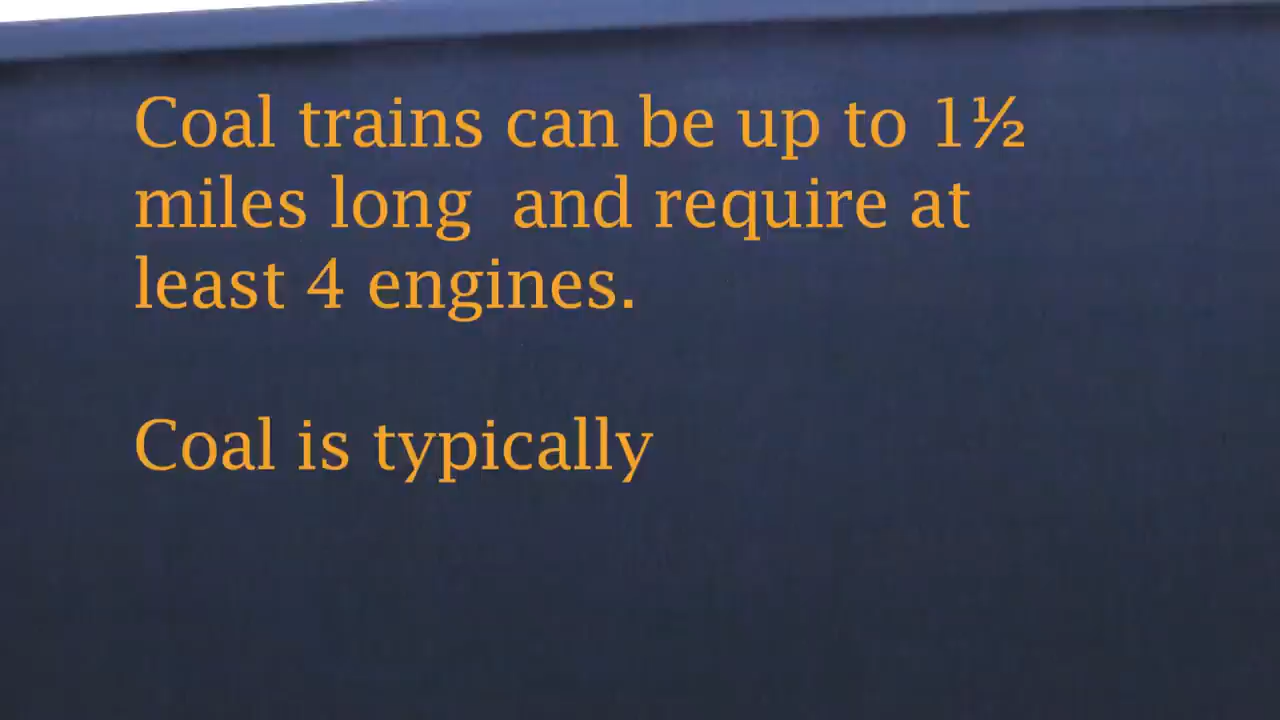 Coal trains can be up to 1½
miles long  and require at
least 4 engines.
Coal is typically